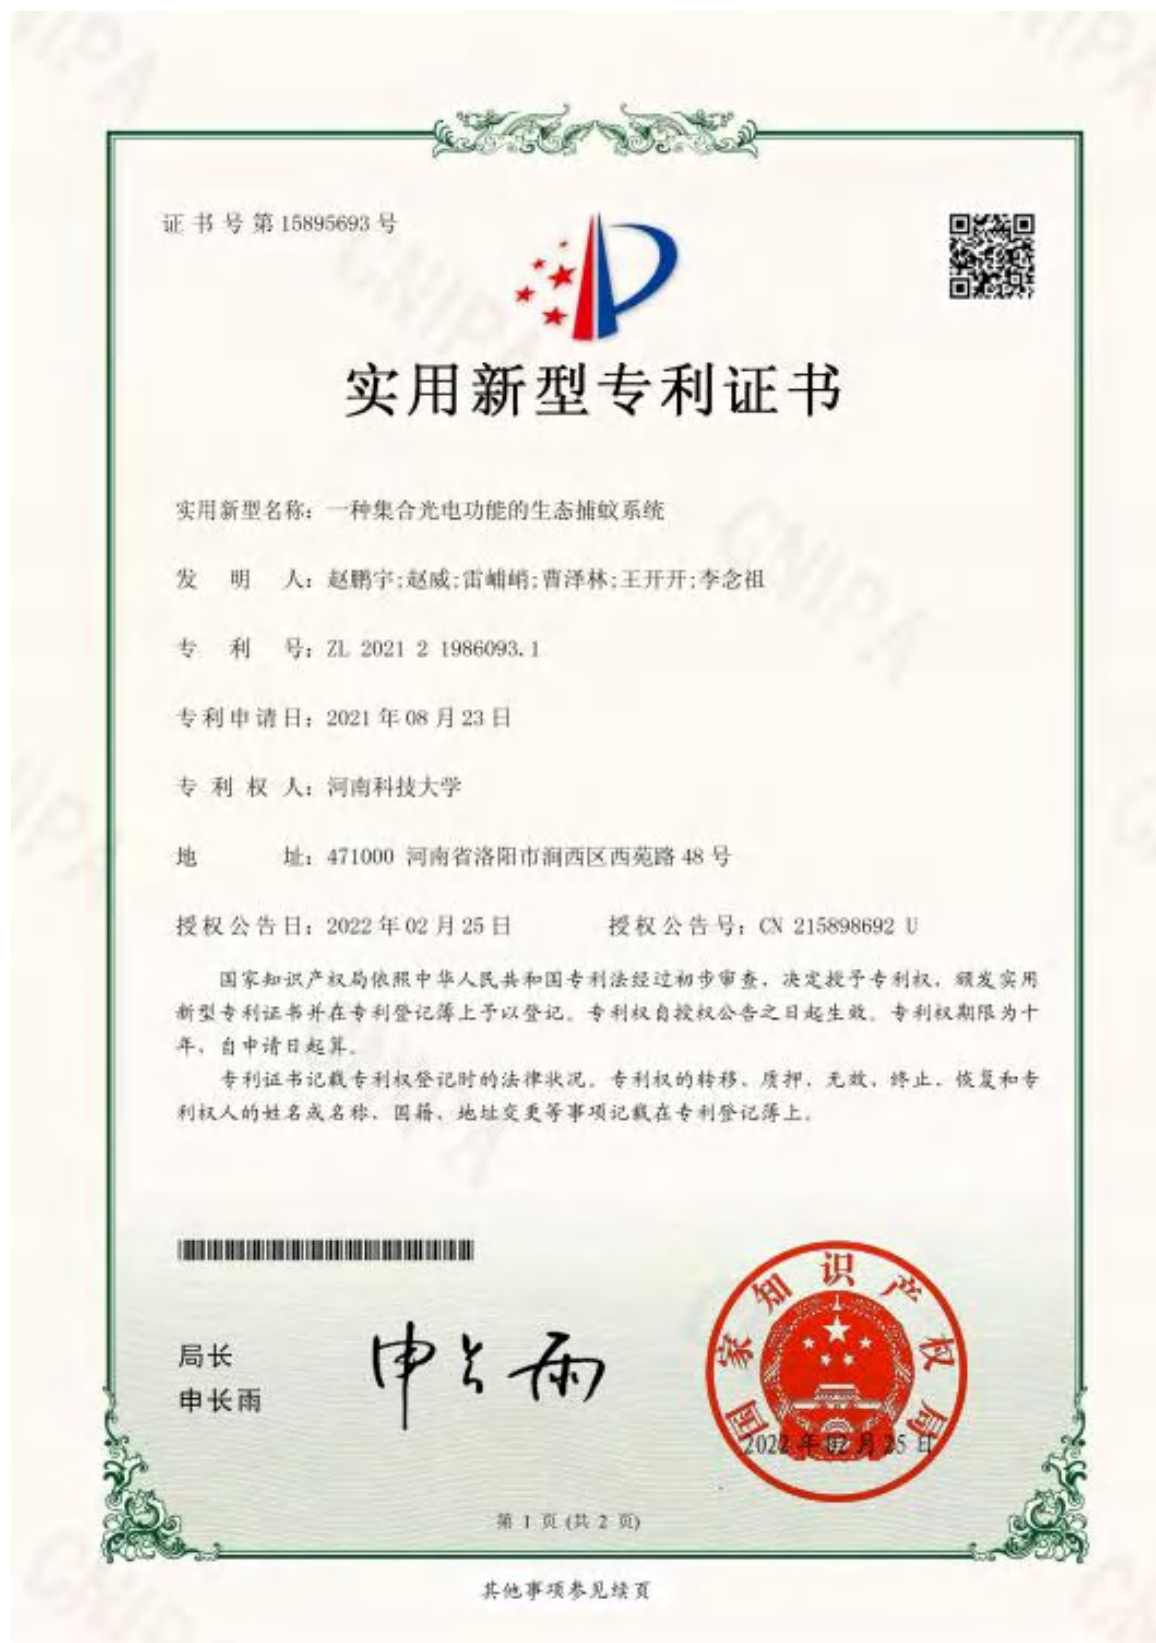 证书号第15895693号
实用新型专利证书
实用新型名称：一种集合光电功能的生态捕蚊系统
发明人：赵鹏宇;赵威;雷峬峭;曹泽林;王开开;李念祖
专利号：ZL 2021 2 1986093.1
专利申请日：2021年08月23日
专利权人：河南科技大学
地址：471000 河南省洛阳市涧西区西苑路48号
授权公告日：2022年02月25日 授权公告号：CN 215898692 U
国家知识产权局依照中华人民共和国专利法经过初步审查，决定授予专利权，颁发实用
新型专利证书并在专利登记簿上予以登记。专利权自授权公告之日起生效。专利权期限为十
年，自申请日起算。
专利证书记载专利权登记时的法律状况。专利权的转移、质押、无效、终止、恢复和专
利权人的姓名或名称、国籍、地址变更等事项记载在专利登记簿上。
局长
申长雨
申长雨
国家知识产权局
2022年02月25日
第 1 页 (共 2 页)
其他事项参见续页
CNIPA